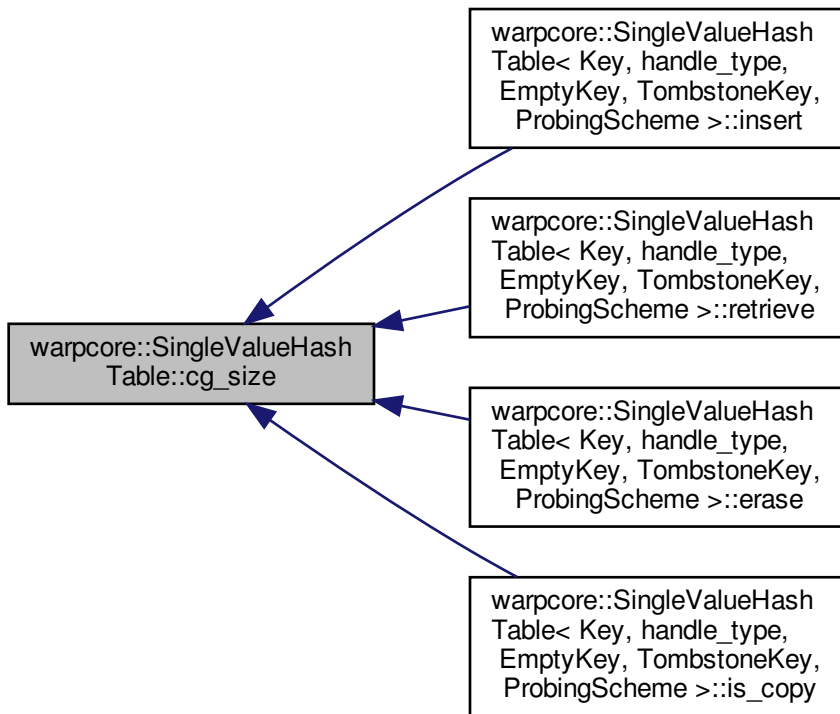 warpcore::SingleValueHash
Table::cg_size
warpcore::SingleValueHash
Table< Key, handle_type,
EmptyKey, TombstoneKey,
ProbingScheme >::insert
warpcore::SingleValueHash
Table< Key, handle_type,
EmptyKey, TombstoneKey,
ProbingScheme >::retrieve
warpcore::SingleValueHash
Table< Key, handle_type,
EmptyKey, TombstoneKey,
ProbingScheme >::erase
warpcore::SingleValueHash
Table< Key, handle_type,
EmptyKey, TombstoneKey,
ProbingScheme >::is_copy